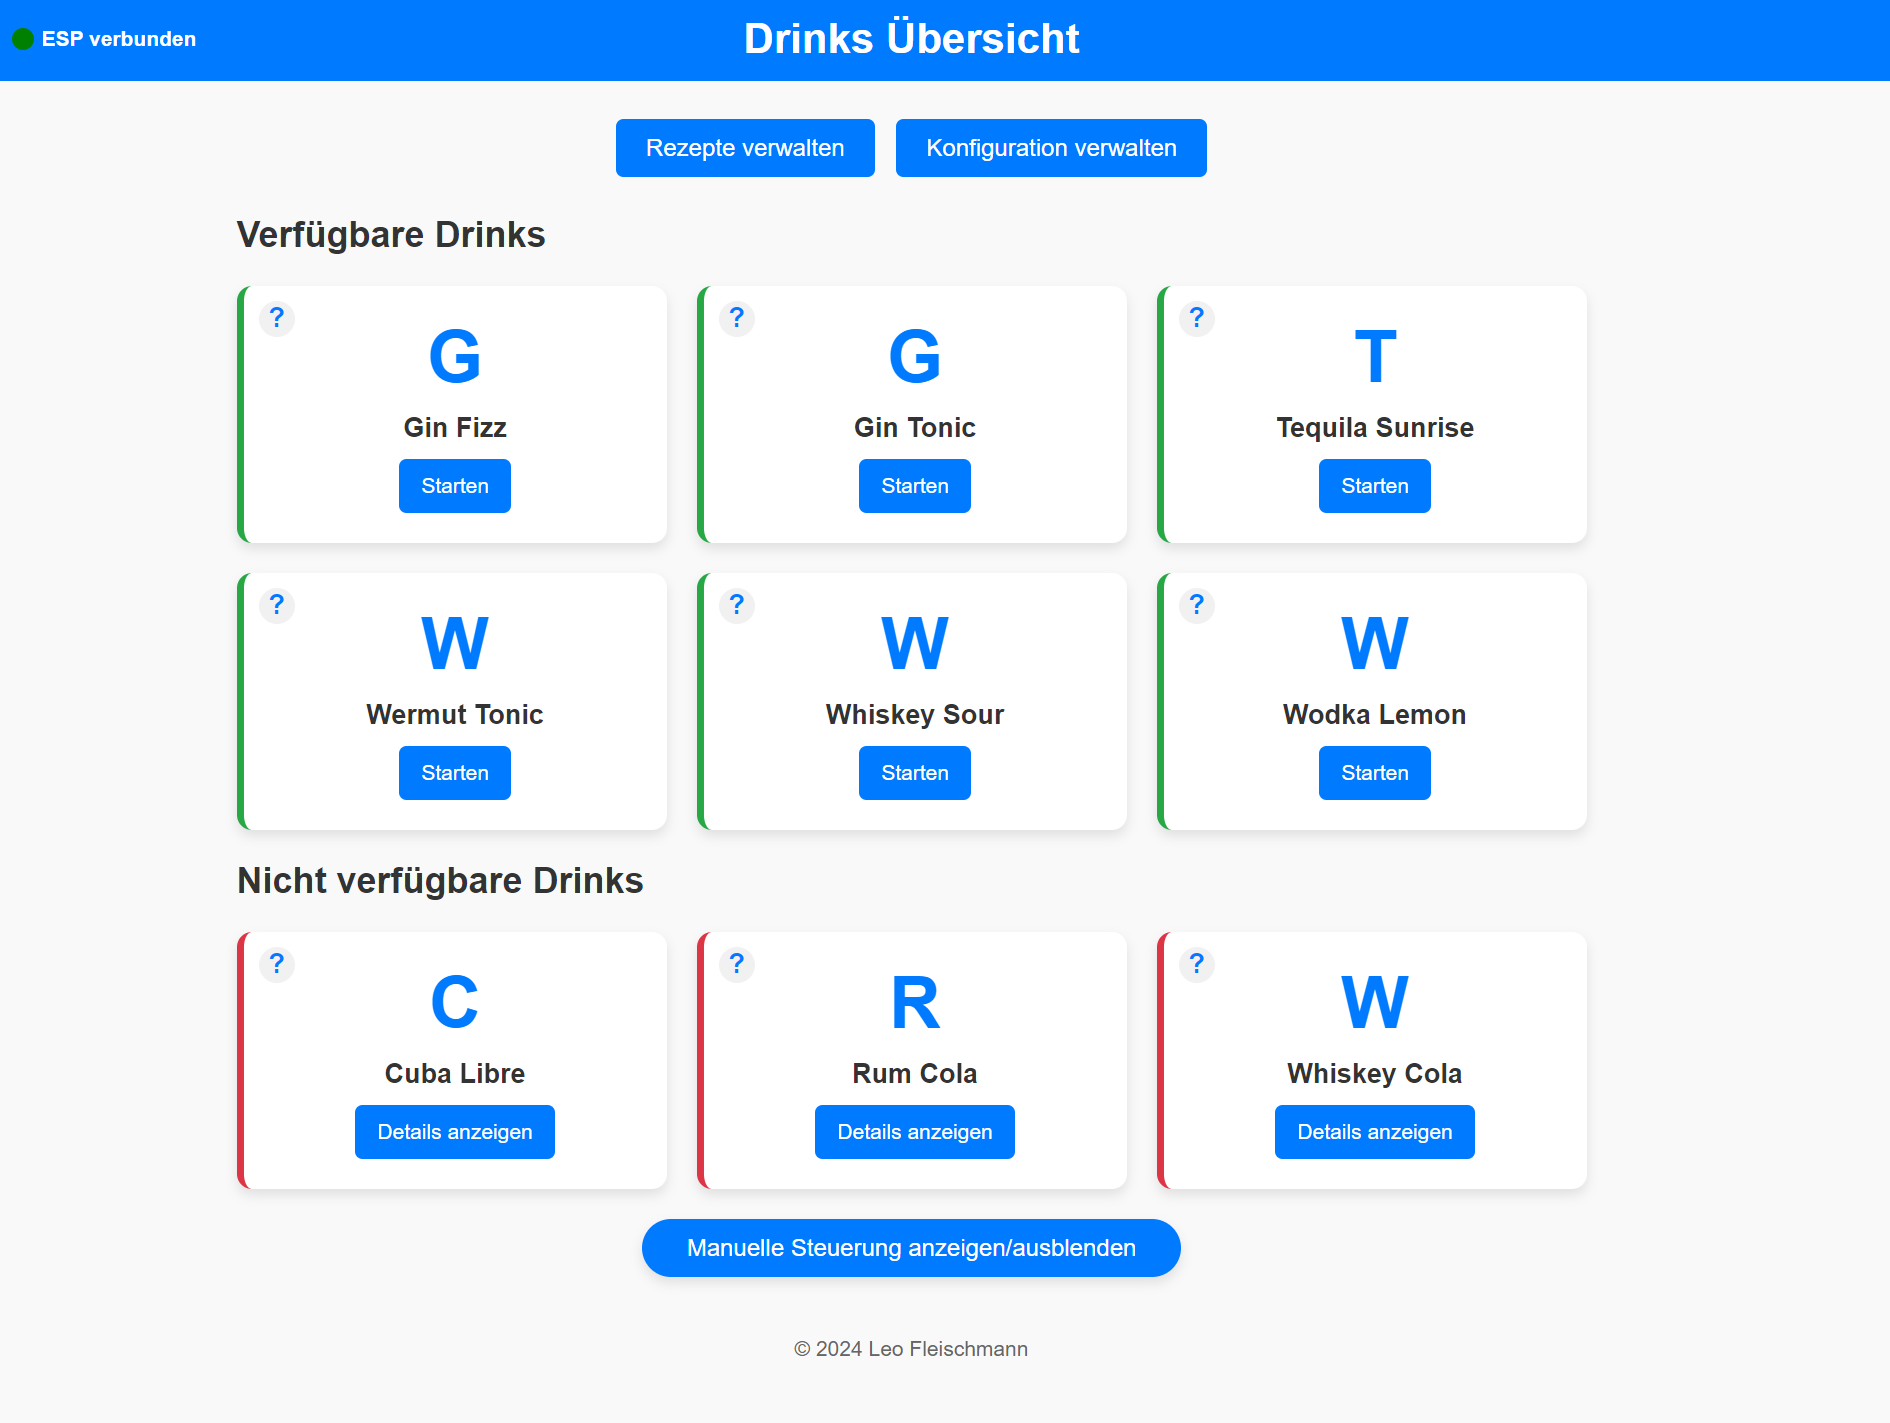 ESP verbunden
Drinks Übersicht
Rezepte verwalten
Konfiguration verwalten
Verfügbare Drinks
?
G
Gin Fizz
Starten
?
G
Gin Tonic
Starten
?
T
Tequila Sunrise
Starten
?
W
Wermut Tonic
Starten
?
W
Whiskey Sour
Starten
?
W
Wodka Lemon
Starten
Nicht verfügbare Drinks
?
C
Cuba Libre
Details anzeigen
?
R
Rum Cola
Details anzeigen
?
W
Whiskey Cola
Details anzeigen
Manuelle Steuerung anzeigen/ausblenden
© 2024 Leo Fleischmann